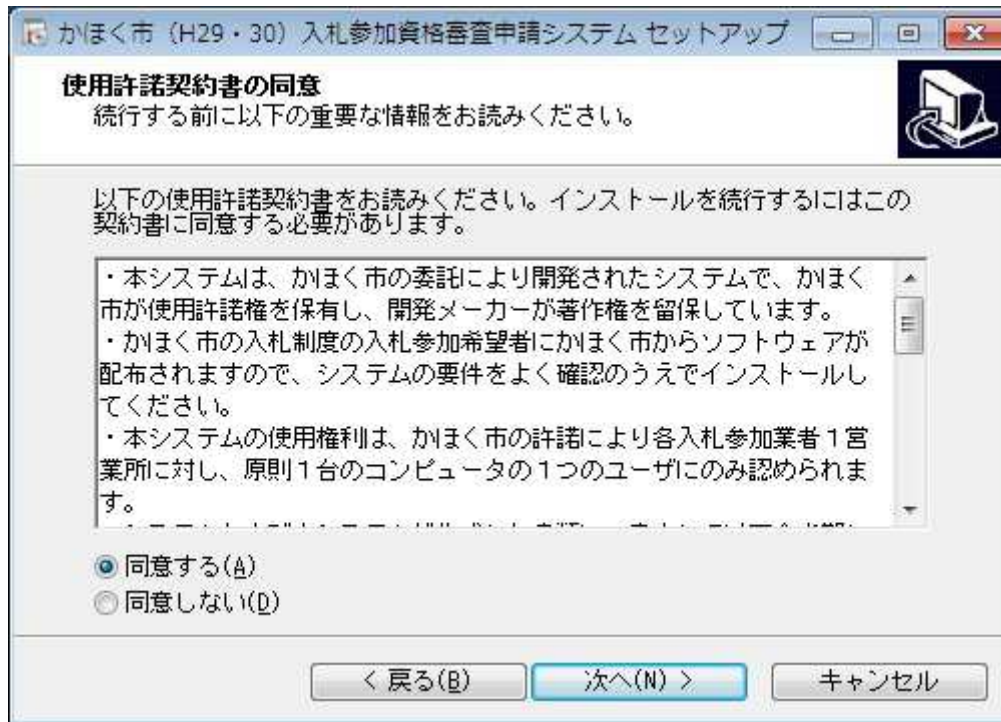 かほく市（H29・30）入札参加資格審査申請システム セットアップ
使用許諾契約書の同意
続行する前に以下の重要な情報をお読みください。
以下の使用許諾契約書をお読みください。インストールを続行するにはこの
契約書に同意する必要があります。
・本システムは、かほく市の委託により開発されたシステムで、かほく
市が使用許諾権を保有し、開発メーカーが著作権を留保しています。
・かほく市の入札制度の入札参加希望者にかほく市からソフトウェアが
配布されますので、システムの要件をよく確認のうえでインストールし
てください。
・本システムの使用権利は、かほく市の許諾により各入札参加業者１営
業所に対し、原則１台のコンピュータの１つのユーザにのみ認められま
す。
同意する(A)
同意しない(D)
< 戻る(B)
次へ(N) >
キャンセル